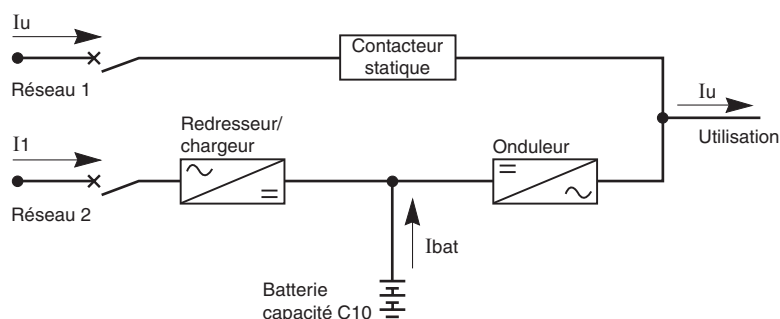 Iu
Réseau 1
Contacteur
statique
Iu
Utilisation
I1
Réseau 2
Redresseur/
chargeur
Onduleur
Ibat
Batterie
capacité C10